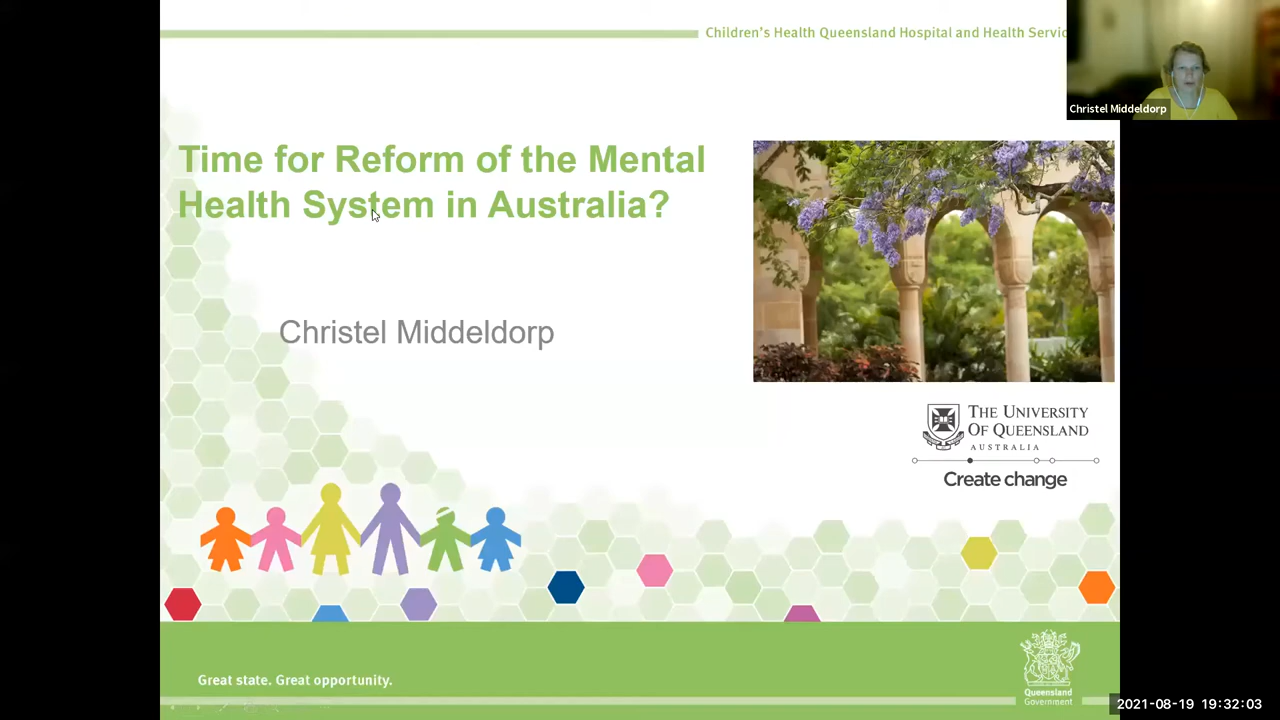 Children's Health Queensland Hospital and Health
Christel Middeldorp
Time for Reform of the Mental
Health System in Australia?
Christel Middeldorp
THE UNIVERSITY
OF QUEENSLAND
AUSTRALIA
Create change
Great state. Great opportunity.
Queensland
Government
2021-08-19 19:32:03